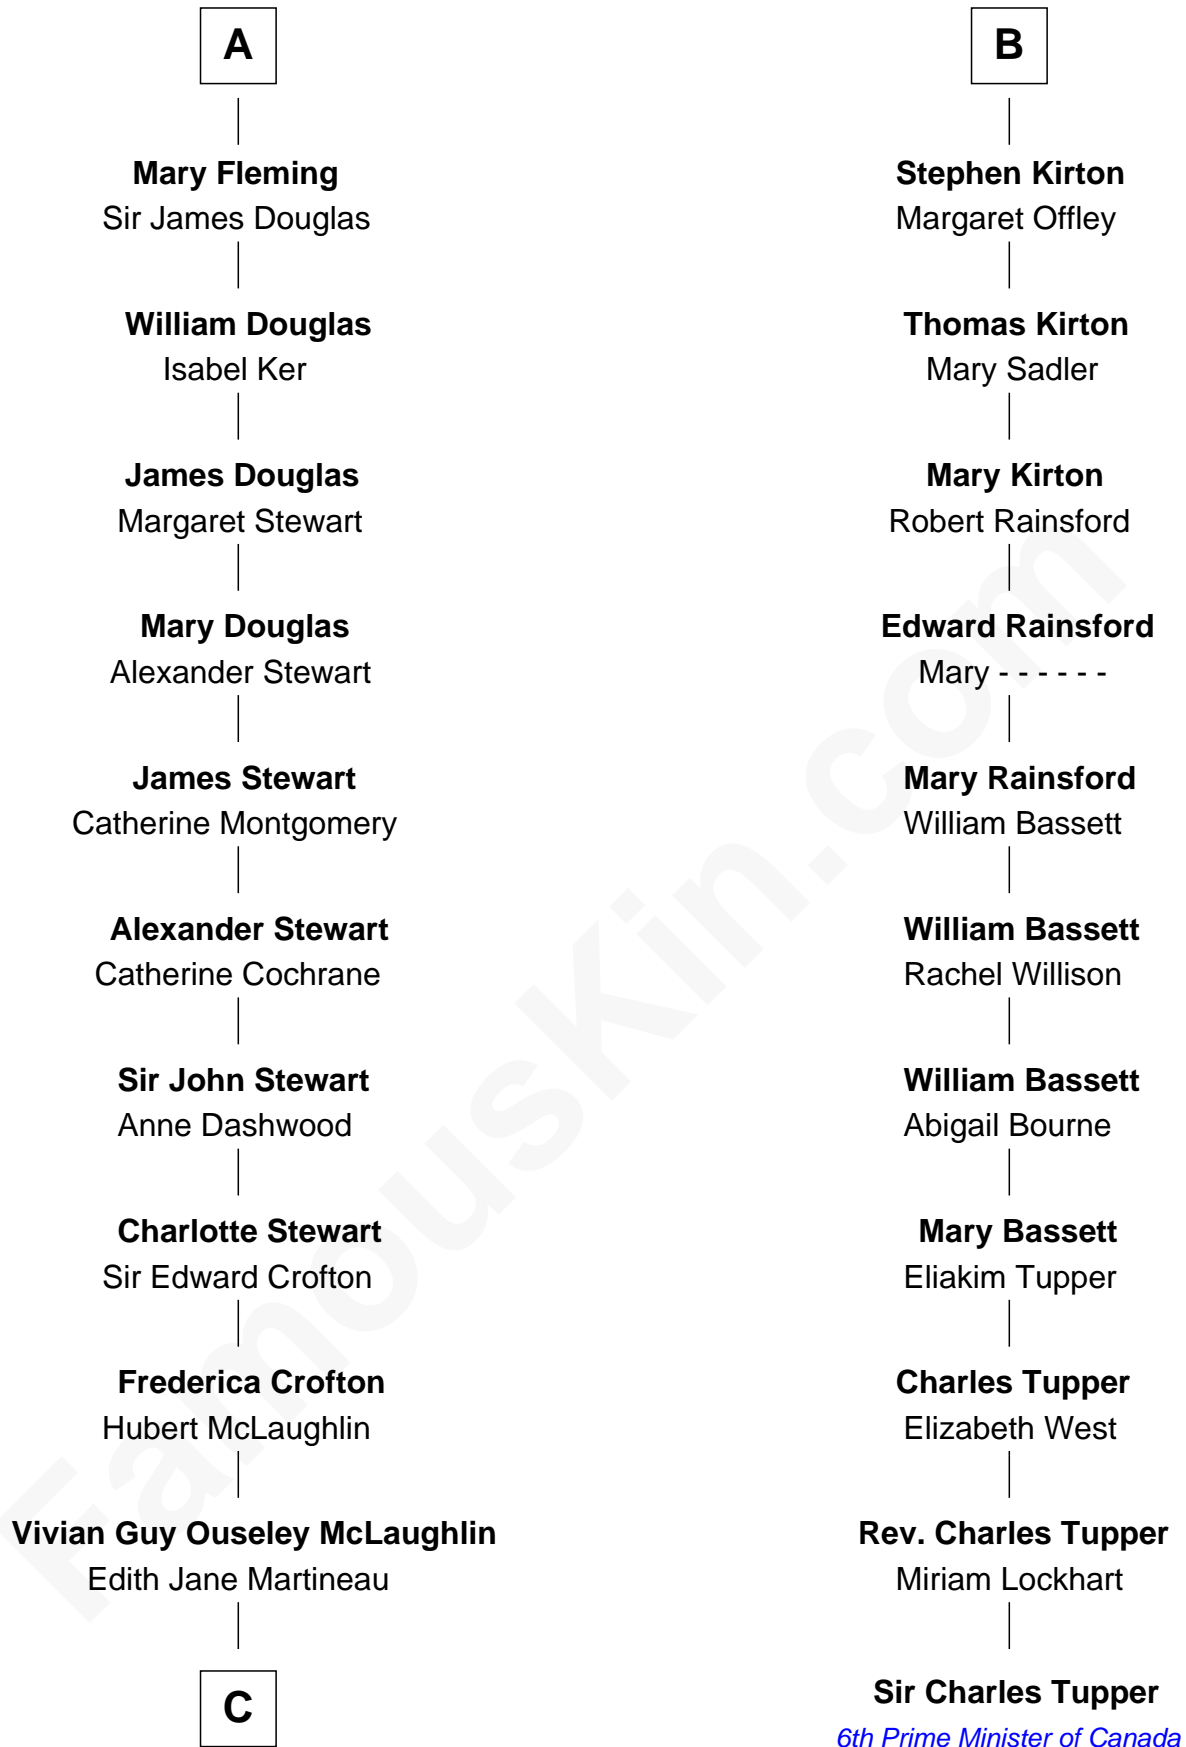 A
Mary Fleming
Sir James Douglas
William Douglas
Isabel Ker
James Douglas
Margaret Stewart
Mary Douglas
Alexander Stewart
James Stewart
Catherine Montgomery
Alexander Stewart
Catherine Cochrane
Sir John Stewart
Anne Dashwood
Charlotte Stewart
Sir Edward Crofton
Frederica Crofton
Hubert McLaughlin
Vivian Guy Ouseley McLaughlin
Edith Jane Martineau
C
B
Stephen Kirton
Margaret Offley
Thomas Kirton
Mary Sadler
Mary Kirton
Robert Rainsford
Edward Rainsford
Mary - - - - - -
Mary Rainsford
William Bassett
William Bassett
Rachel Willison
William Bassett
Abigail Bourne
Mary Bassett
Eliakim Tupper
Charles Tupper
Elizabeth West
Rev. Charles Tupper
Miriam Lockhart
Sir Charles Tupper
6th Prime Minister of Canada
FamousKin.com